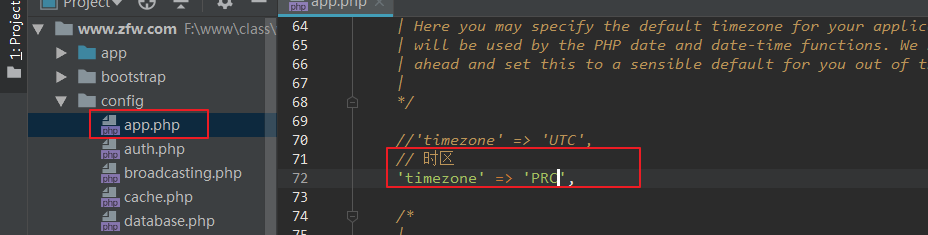 Project
app.php
1: Project
www.zfw.com F:\www\class\
app
bootstrap
config
app.php
auth.php
broadcasting.php
cache.php
database.php
64 | Here you may specify the default timezone for your applic
65 | will be used by the PHP date and date-time functions. We
66 | ahead and set this to a sensible default for you out of t
67 |
68 */
69
70 //'timezone' => 'UTC',
71 // 时区
72 'timezone' => 'PRC',
73
74 /*
75 |